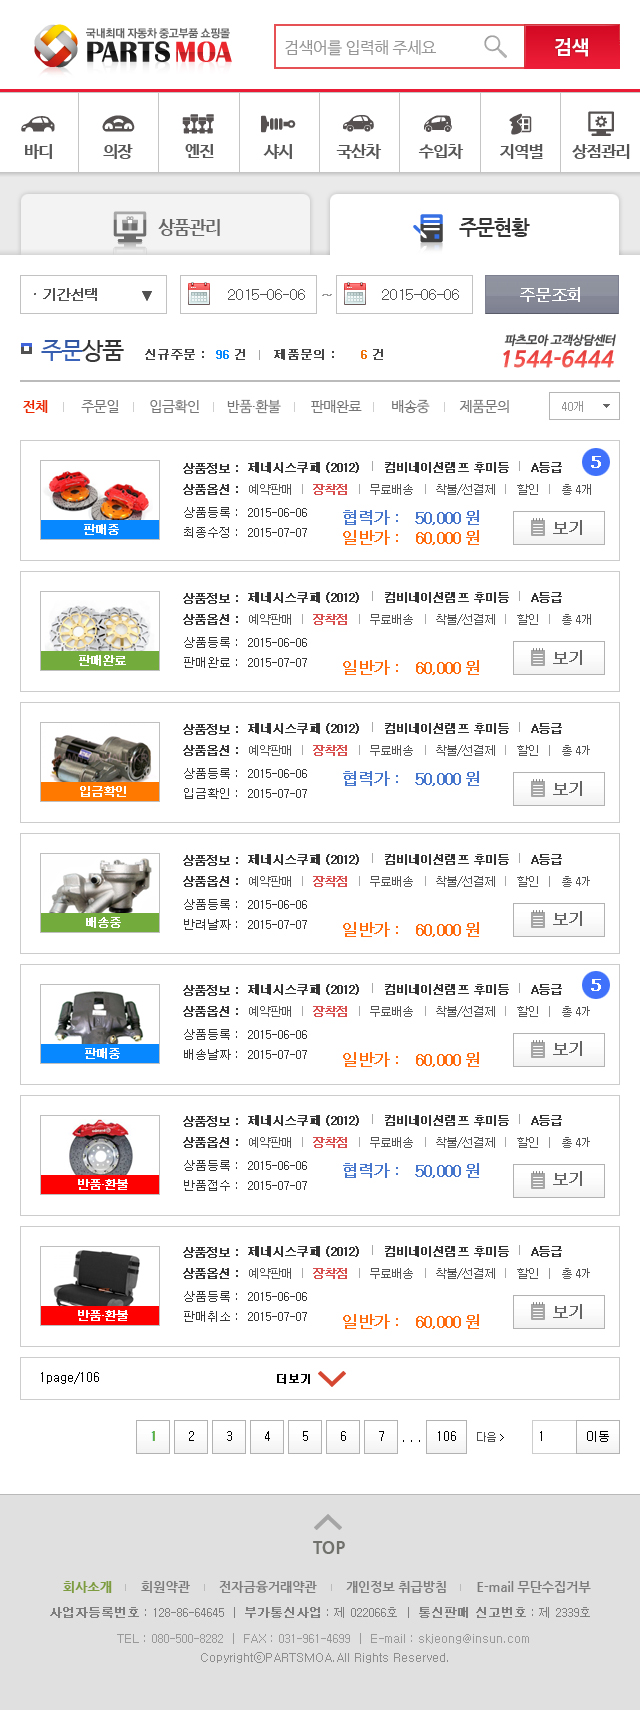 국내최대 자동차 중고부품 쇼핑몰
PARTS MOA
검색어를 입력해 주세요
검색
바디 의장 엔진 샤시 국산차 수입차 지역별 상점관리
상품관리 주문현황
· 기간선택 ▼ 2015-06-06 ~ 2015-06-06 주문조회
주문상품 신규주문 : 96 건 | 제품문의 : 6 건
파츠모아 고객상담센터
1544-6444
전체 | 주문일 | 입금확인 | 반품·환불 | 판매완료 | 배송중 | 제품문의 40개
상품정보 : 제네시스쿠페 (2012) | 컴비네이션램프 후미등 | A등급 5
상품옵션 : 예약판매 | 장착점 | 무료배송 | 착불/선결제 | 할인 | 총 4개
상품등록 : 2015-06-06 협력가 : 50,000 원
최종수정 : 2015-07-07 일반가 : 60,000 원
보기
판매중
상품정보 : 제네시스쿠페 (2012) | 컴비네이션램프 후미등 | A등급
상품옵션 : 예약판매 | 장착점 | 무료배송 | 착불/선결제 | 할인 | 총 4개
상품등록 : 2015-06-06
판매완료 : 2015-07-07 일반가 : 60,000 원
보기
판매완료
상품정보 : 제네시스쿠페 (2012) | 컴비네이션램프 후미등 | A등급
상품옵션 : 예약판매 | 장착점 | 무료배송 | 착불/선결제 | 할인 | 총 4가
상품등록 : 2015-06-06 협력가 : 50,000 원
입금확인 : 2015-07-07
보기
입금확인
상품정보 : 제네시스쿠페 (2012) | 컴비네이션램프 후미등 | A등급
상품옵션 : 예약판매 | 장착점 | 무료배송 | 착불/선결제 | 할인 | 총 4가
상품등록 : 2015-06-06
반려날짜 : 2015-07-07 일반가 : 60,000 원
보기
배송중
상품정보 : 제네시스쿠페 (2012) | 컴비네이션램프 후미등 | A등급 5
상품옵션 : 예약판매 | 장착점 | 무료배송 | 착불/선결제 | 할인 | 총 4가
상품등록 : 2015-06-06
배송날짜 : 2015-07-07 일반가 : 60,000 원
보기
판매중
상품정보 : 제네시스쿠페 (2012) | 컴비네이션램프 후미등 | A등급
상품옵션 : 예약판매 | 장착점 | 무료배송 | 착불/선결제 | 할인 | 총 4가
상품등록 : 2015-06-06 협력가 : 50,000 원
반품접수 : 2015-07-07
보기
반품·환불
상품정보 : 제네시스쿠페 (2012) | 컴비네이션램프 후미등 | A등급
상품옵션 : 예약판매 | 장착점 | 무료배송 | 착불/선결제 | 할인 | 총 4가
상품등록 : 2015-06-06
판매취소 : 2015-07-07 일반가 : 60,000 원
보기
반품·환불
1page/106 더보기
1 2 3 4 5 6 7 ... 106 다음 > 1 이동
TOP
회사소개 | 회원약관 | 전자금융거래약관 | 개인정보 취급방침 | E-mail 무단수집거부
사업자등록번호 : 128-86-64645 | 부가통신사업 : 제 022066호 | 통신판매 신고번호 : 제 2339호
TEL : 080-500-8282 | FAX : 031-961-4699 | E-mail : skjeong@insun.com
CopyrightⓒPARTSMOA. All Rights Reserved.